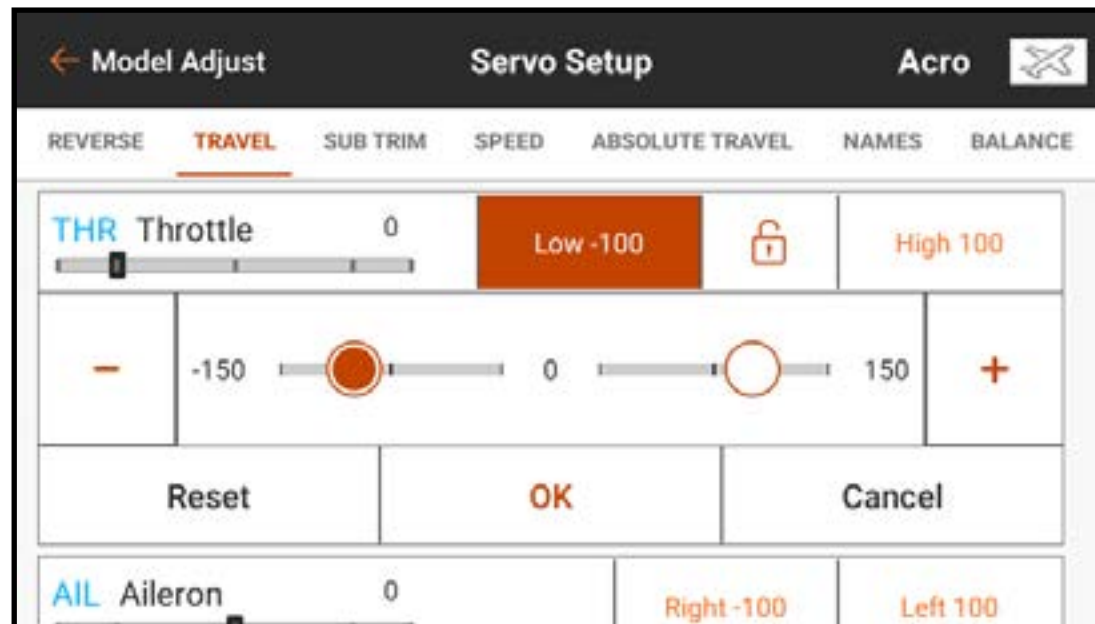 Model Adjust Servo Setup Acro
REVERSE TRAVEL SUB TRIM SPEED ABSOLUTE TRAVEL NAMES BALANCE
THR Throttle 0 Low -100 High 100
− -150 0 150 +
Reset OK Cancel
AIL Aileron 0 Right -100 Left 100